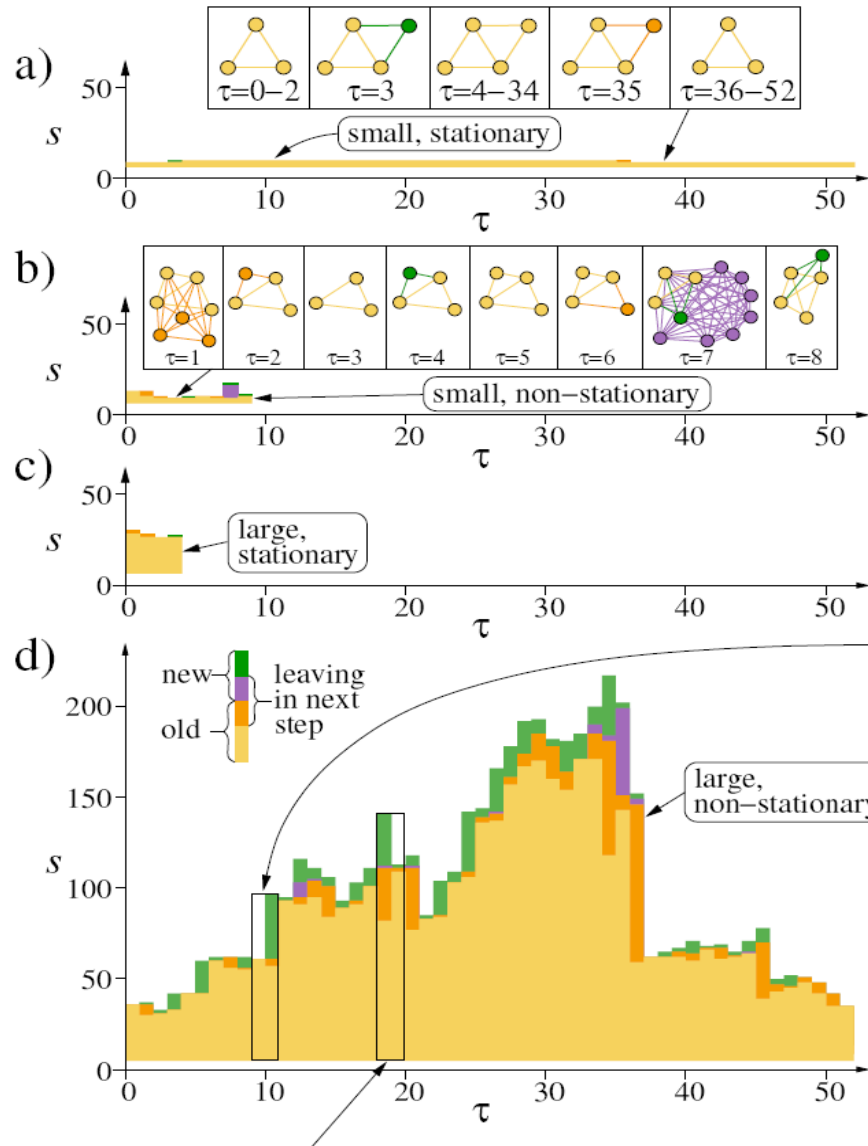 a)
τ=0−2
τ=3
τ=4−34
τ=35
τ=36−52
50
s
small, stationary
0
0
10
20
30
40
50
τ
b)
τ=1
τ=2
τ=3
τ=4
τ=5
τ=6
τ=7
τ=8
50
s
small, non−stationary
0
0
10
20
30
40
50
τ
c)
50
s
large,
stationary
0
0
10
20
30
40
50
τ
d)
s
new
old
leaving
in next
step
200
150
100
50
0
large,
non−stationary
0
10
20
30
40
50
τ